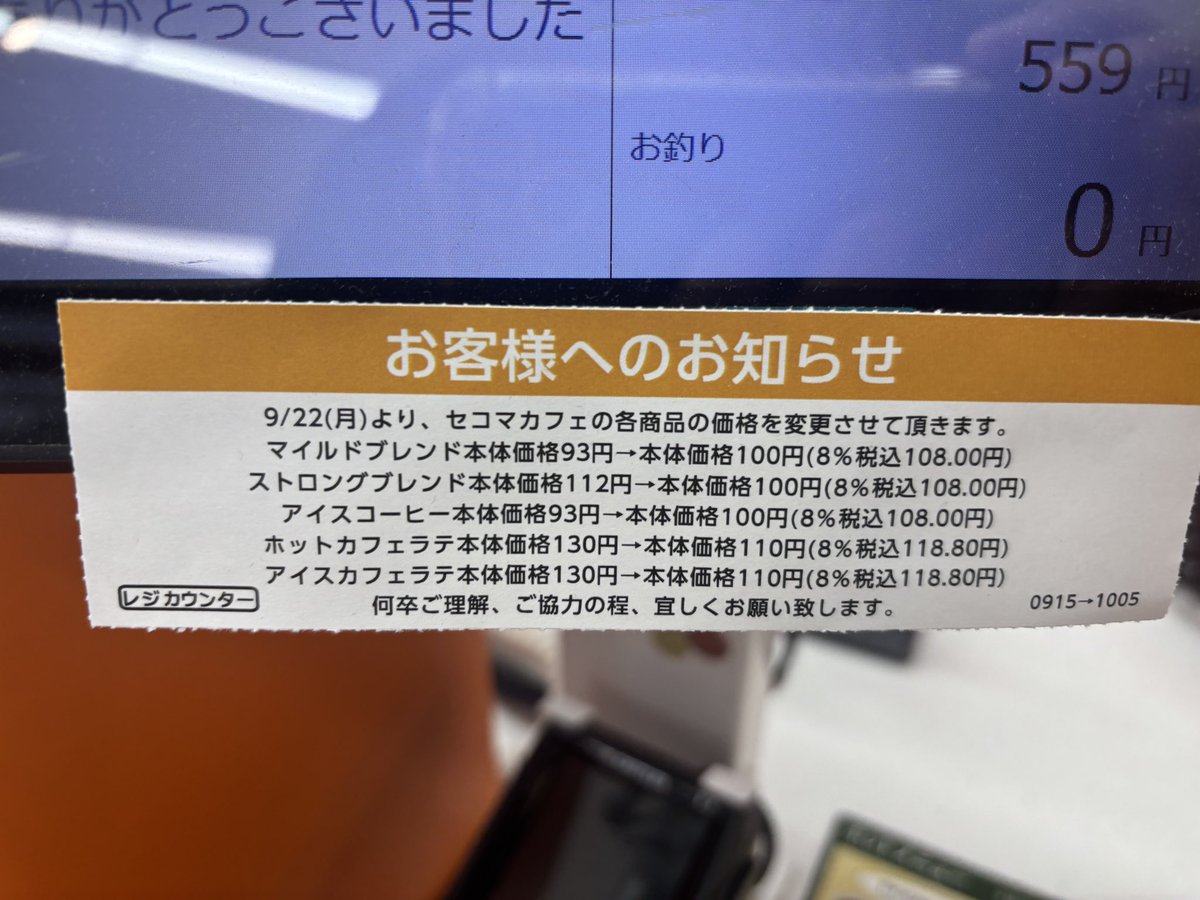 ありがとうございました
559 円
お釣り
0 円
お客様へのお知らせ
9/22(月)より、セコマカフェの各商品の価格を変更させて頂きます。
マイルドブレンド本体価格93円→本体価格100円(8%税込108.00円)
ストロングブレンド本体価格112円→本体価格100円(8%税込108.00円)
アイスコーヒー本体価格93円→本体価格100円(8%税込108.00円)
ホットカフェラテ本体価格130円→本体価格110円(8%税込118.80円)
アイスカフェラテ本体価格130円→本体価格110円(8%税込118.80円)
何卒ご理解、ご協力の程、宜しくお願い致します。
レジカウンター
0915→1005